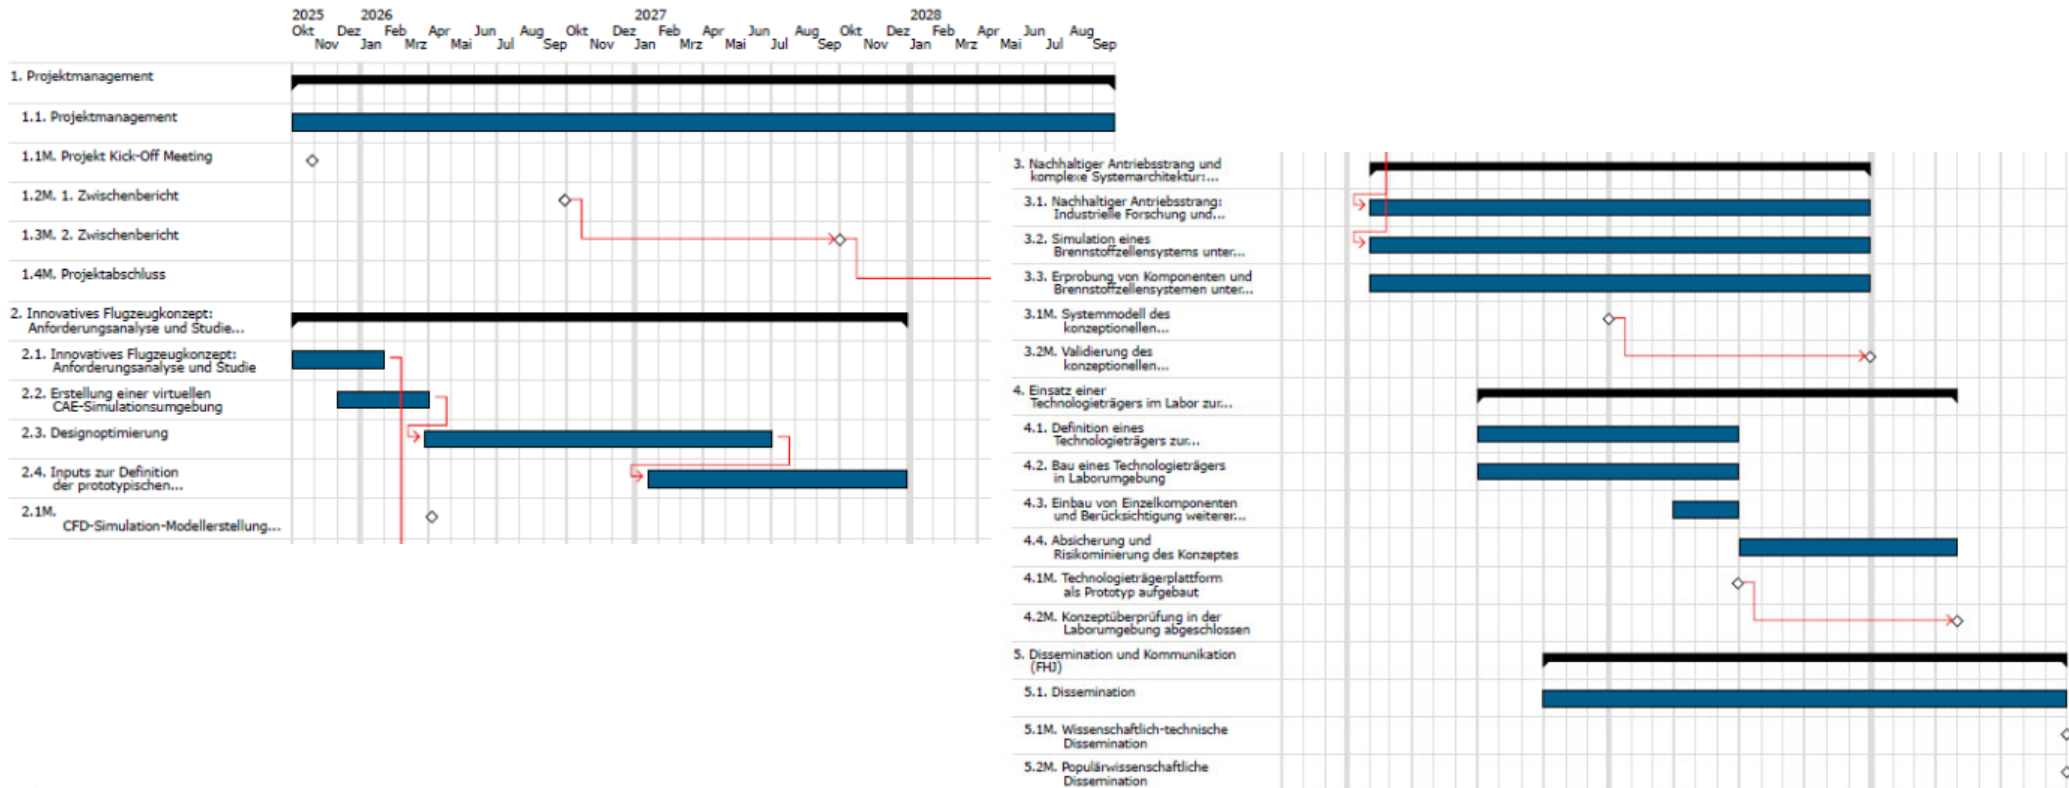 2025 2026 2027 2028
Okt Dez Feb Apr Jun Aug Okt Dez Feb Apr Jun Aug Okt Dez Feb Apr Jun Aug
Nov Jan Mrz Mai Jul Sep Nov Jan Mrz Mai Jul Sep Nov Jan Mrz Mai Jul Sep
1. Projektmanagement
1.1. Projektmanagement
1.1M. Projekt Kick-Off Meeting
1.2M. 1. Zwischenbericht
1.3M. 2. Zwischenbericht
1.4M. Projektabschluss
2. Innovatives Flugzeugkonzept:
Anforderungsanalyse und Studie...
2.1. Innovatives Flugzeugkonzept:
Anforderungsanalyse und Studie
2.2. Erstellung einer virtuellen
CAE-Simulationsumgebung
2.3. Designoptimierung
2.4. Inputs zur Definition
der prototypischen...
2.1M.
CFD-Simulation-Modellerstellung...
3. Nachhaltiger Antriebsstrang und
komplexe Systemarchitektur:...
3.1. Nachhaltiger Antriebsstrang:
Industrielle Forschung und...
3.2. Simulation eines
Brennstoffzellensystems unter...
3.3. Erprobung von Komponenten und
Brennstoffzellensystemen unter...
3.1M. Systemmodell des
konzeptionellen...
3.2M. Validierung des
konzeptionellen...
4. Einsatz einer
Technologieträgers im Labor zur...
4.1. Definition eines
Technologieträgers zur...
4.2. Bau eines Technologieträgers
in Laborumgebung
4.3. Einbau von Einzelkomponenten
und Berücksichtigung weiterer...
4.4. Absicherung und
Risikominierung des Konzeptes
4.1M. Technologieträgerplattform
als Prototyp aufgebaut
4.2M. Konzeptüberprüfung in der
Laborumgebung abgeschlossen
5. Dissemination und Kommunikation
(FHJ)
5.1. Dissemination
5.1M. Wissenschaftlich-technische
Dissemination
5.2M. Populärwissenschaftliche
Dissemination